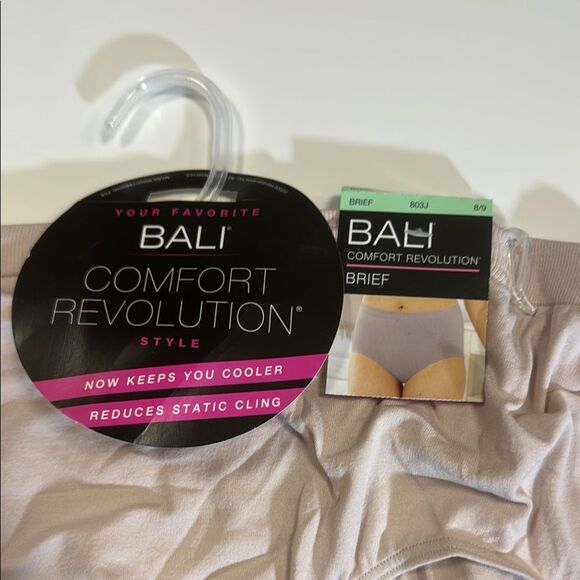 YOUR FAVORITE
BALI®
COMFORT
REVOLUTION®
STYLE
NOW KEEPS YOU COOLER
REDUCES STATIC CLING
BRIEF 803J 8/9
BALI
COMFORT REVOLUTION®
BRIEF